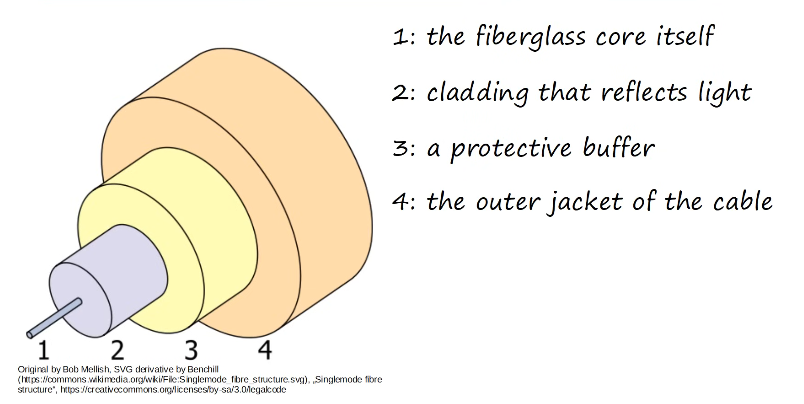 1: the fiberglass core itself
2: cladding that reflects light
3: a protective buffer
4: the outer jacket of the cable
1 2 3 4
Original by Bob Mellish, SVG derivative by Benchill
(https://commons.wikimedia.org/wiki/File:Singlemode_fibre_structure.svg), „Singlemode fibre
structure“, https://creativecommons.org/licenses/by-sa/3.0/legalcode